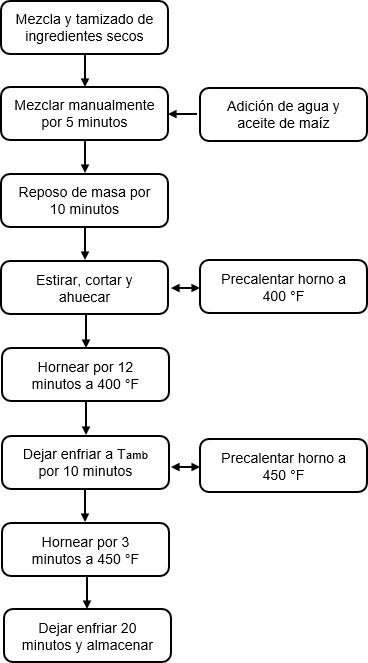 Mezcla y tamizado de
ingredientes secos
Mezclar manualmente
por 5 minutos
Adición de agua y
aceite de maíz
Reposo de masa por
10 minutos
Estirar, cortar y
ahuecar
Precalentar horno a
400 °F
Hornear por 12
minutos a 400 °F
Dejar enfriar a Tamb
por 10 minutos
Precalentar horno a
450 °F
Hornear por 3
minutos a 450 °F
Dejar enfriar 20
minutos y almacenar